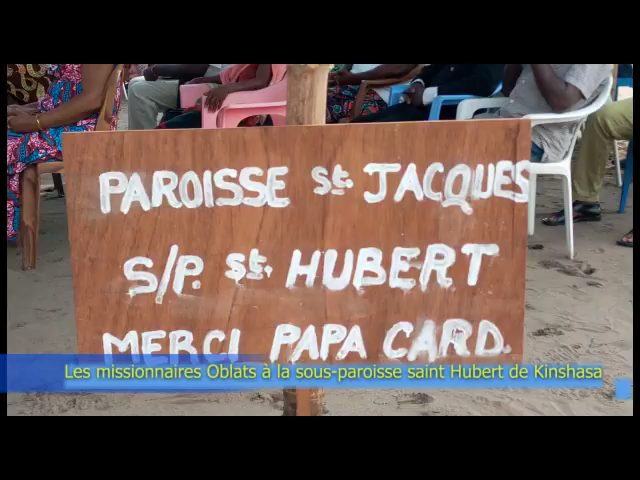 PAROISSE St. JACQUES
S/P. St. HUBERT
MERCI PAPA CARD.
Les missionnaires Oblats à la sous-paroisse saint Hubert de Kinshasa